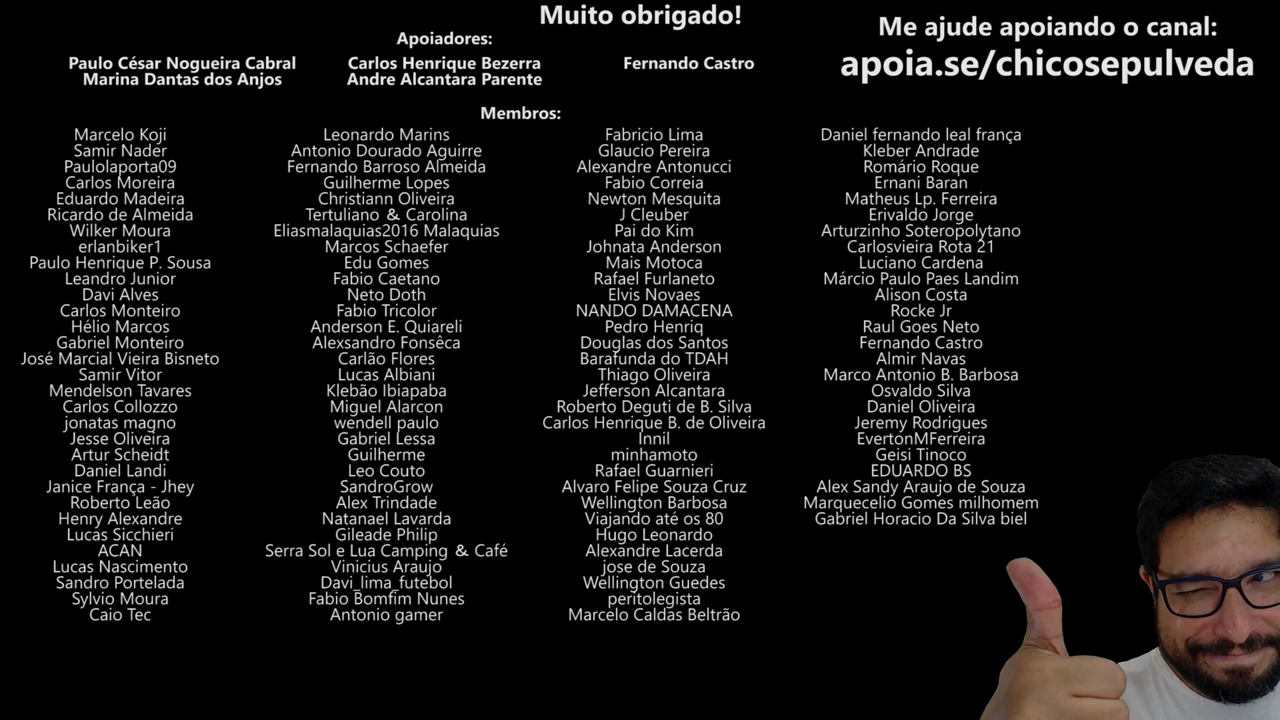 Muito obrigado!
Apoiadores:
Paulo César Nogueira Cabral
Marina Dantas dos Anjos
Carlos Henrique Bezerra
Andre Alcantara Parente
Fernando Castro
Me ajude apoiando o canal:
apoia.se/chicosepulveda
Membros:
Marcelo Koji
Samir Nader
Paulolaporta09
Carlos Moreira
Eduardo Madeira
Ricardo de Almeida
Wilker Moura
erlanbiker1
Paulo Henrique P. Sousa
Leandro Junior
Davi Alves
Carlos Monteiro
Hélio Marcos
Gabriel Monteiro
José Marcial Vieira Bisneto
Samir Vitor
Mendelson Tavares
Carlos Collozzo
jonatas magno
Jesse Oliveira
Artur Scheidt
Daniel Landi
Janice França - Jhey
Roberto Leão
Henry Alexandre
Lucas Sicchieri
ACAN
Lucas Nascimento
Sandro Portelada
Sylvio Moura
Caio Tec
Leonardo Marins
Antonio Dourado Aguirre
Fernando Barroso Almeida
Guilherme Lopes
Christiann Oliveira
Tertuliano & Carolina
Eliasmalaquias2016 Malaquias
Marcos Schaefer
Edu Gomes
Fabio Caetano
Neto Doth
Fabio Tricolor
Anderson E. Quiareli
Alexsandro Fonsêca
Carlão Flores
Lucas Albiani
Klebão Ibiapaba
Miguel Alarcon
wendell paulo
Gabriel Lessa
Guilherme
Leo Couto
SandroGrow
Alex Trindade
Natanael Lavarda
Gileade Philip
Serra Sol e Lua Camping & Café
Vinicius Araujo
Davi_lima_futebol
Fabio Bomfim Nunes
Antonio gamer
Fabricio Lima
Glaucio Pereira
Alexandre Antonucci
Fabio Correia
Newton Mesquita
J Cleuber
Pai do Kim
Johnata Anderson
Mais Motoca
Rafael Furlaneto
Elvis Novaes
NANDO DAMACENA
Pedro Henriq
Douglas dos Santos
Barafunda do TDAH
Thiago Oliveira
Jefferson Alcantara
Roberto Deguti de B. Silva
Carlos Henrique B. de Oliveira
Innil
minhamoto
Rafael Guarnieri
Alvaro Felipe Souza Cruz
Wellington Barbosa
Viajando até os 80
Hugo Leonardo
Alexandre Lacerda
jose de Souza
Wellington Guedes
peritolegista
Marcelo Caldas Beltrão
Daniel fernando leal frança
Kleber Andrade
Romário Roque
Ernani Baran
Matheus Lp. Ferreira
Erivaldo Jorge
Arturzinho Soteropolytano
Carlosvieira Rota 21
Luciano Cardena
Márcio Paulo Paes Landim
Alison Costa
Rocke Jr
Raul Goes Neto
Fernando Castro
Almir Navas
Marco Antonio B. Barbosa
Osvaldo Silva
Daniel Oliveira
Jeremy Rodrigues
EvertonMFerreira
Geisi Tinoco
EDUARDO BS
Alex Sandy Araujo de Souza
Marquecelio Gomes milhomem
Gabriel Horacio Da Silva biel